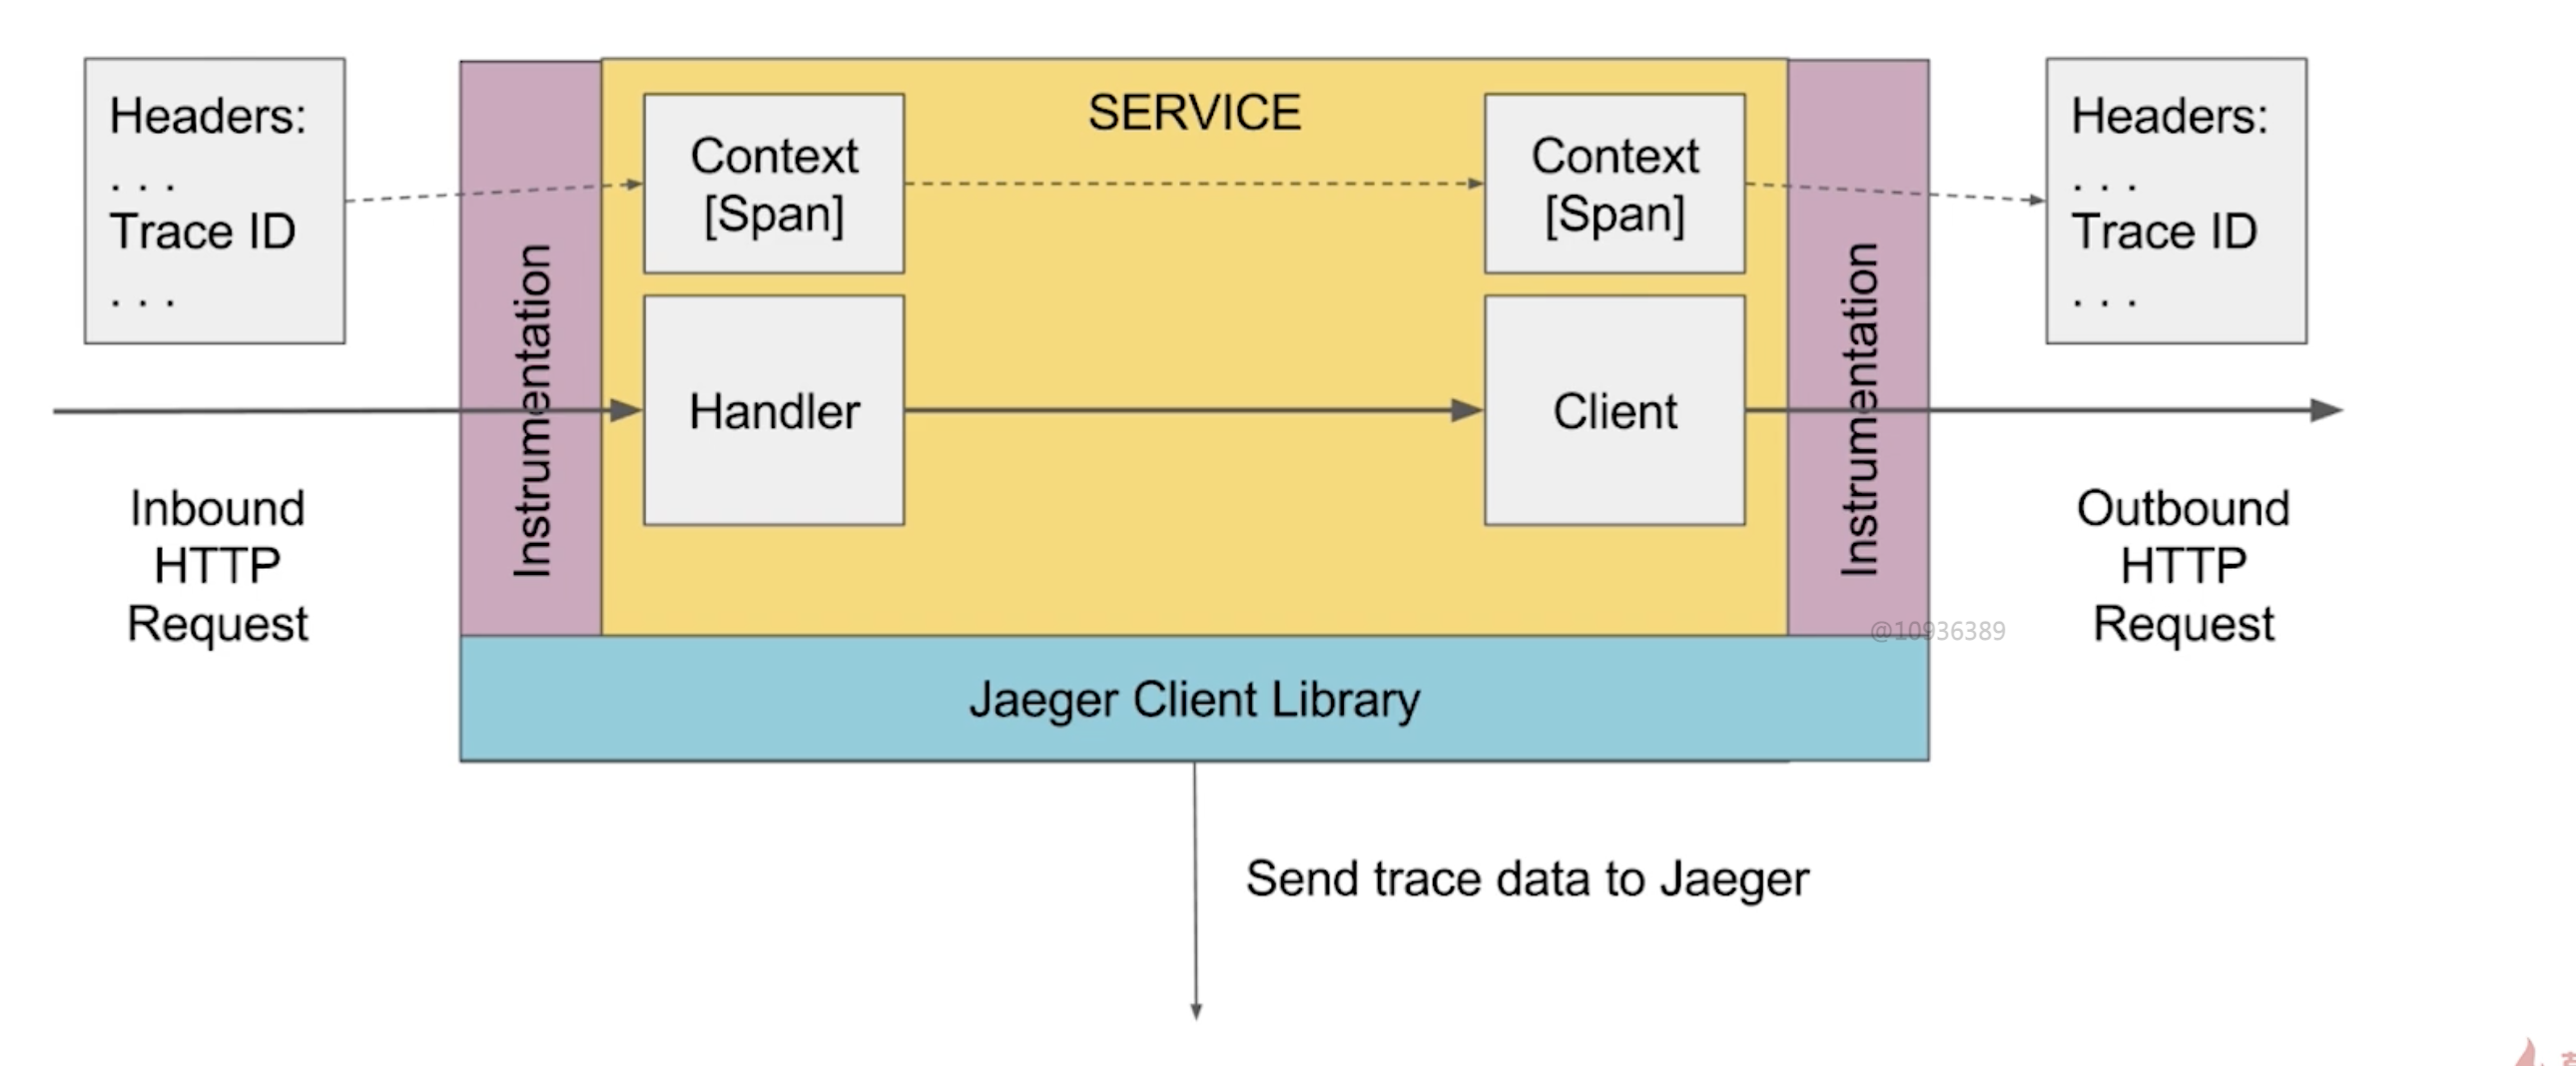 Headers:
. . .
Trace ID
. . .
Instrumentation
SERVICE
Context
[Span]
Context
[Span]
Handler
Client
Instrumentation
Headers:
. . .
Trace ID
. . .
Inbound
HTTP
Request
Outbound
HTTP
Request
@10936389
Jaeger Client Library
Send trace data to Jaeger